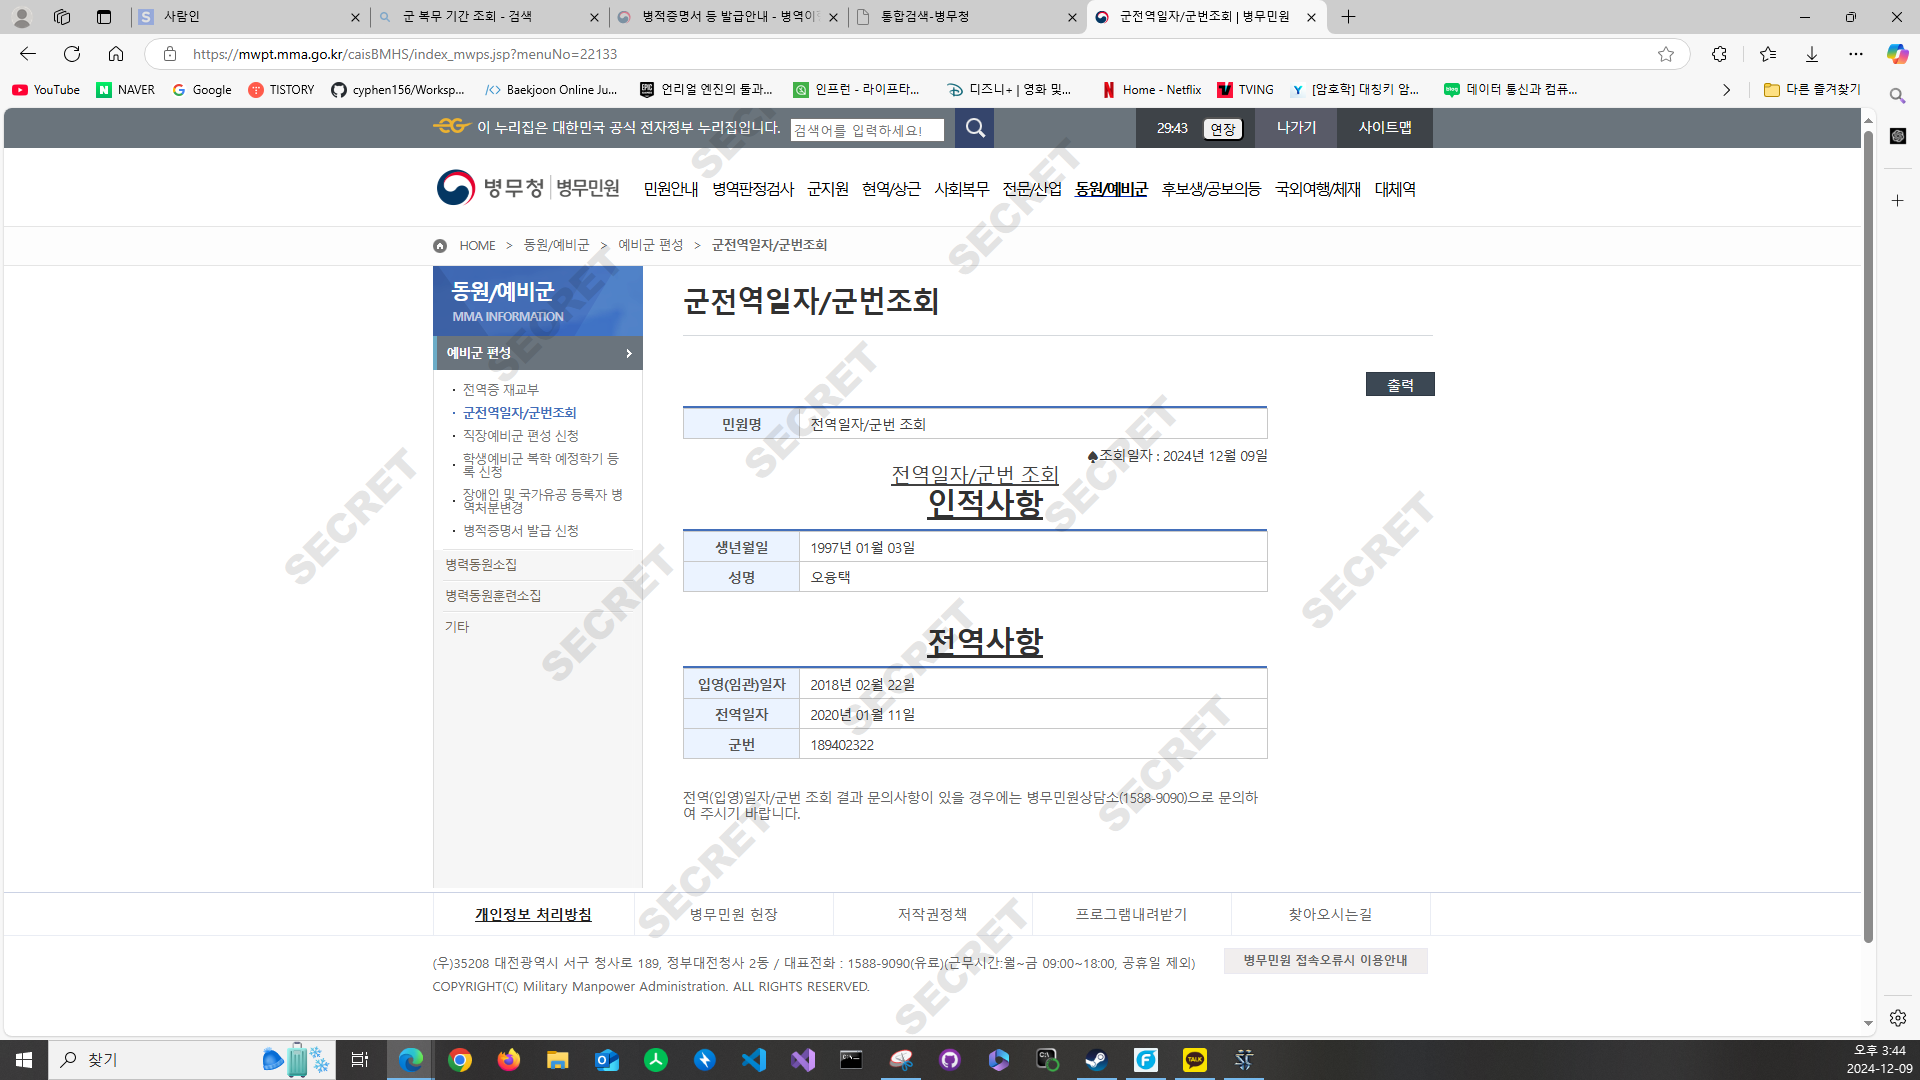 사람인
군 복무 기간 조회 - 검색
병적증명서 등 발급안내 - 병역이행
통합검색-병무청
군전역일자/군번조회 | 병무민원
https://mwpt.mma.go.kr/caisBMHS/index_mwps.jsp?menuNo=22133
YouTube
NAVER
Google
TISTORY
cyphen156/Worksp...
Baekjoon Online Ju...
언리얼 엔진의 툴과...
인프런 - 라이프타...
디즈니+ | 영화 및...
Home - Netflix
TVING
[암호학] 대칭키 암...
데이터 통신과 컴퓨...
다른 즐겨찾기
이 누리집은 대한민국 공식 전자정부 누리집입니다.
검색어를 입력하세요!
29:43
연장
나가기
사이트맵
병무청 병무민원
민원안내
병역판정검사
군지원
현역/상근
사회복무
전문/산업
동원/예비군
후보생/공보의등
국외여행/체재
대체역
HOME > 동원/예비군 > 예비군 편성 > 군전역일자/군번조회
동원/예비군
MMA INFORMATION
예비군 편성
· 전역증 재교부
· 군전역일자/군번조회
· 직장예비군 편성 신청
· 학생예비군 복학 예정학기 등
록 신청
· 장애인 및 국가유공 등록자 병
역처분변경
· 병적증명서 발급 신청
병력동원소집
병력동원훈련소집
기타
군전역일자/군번조회
출력
민원명 전역일자/군번 조회
♠조회일자 : 2024년 12월 09일
전역일자/군번 조회
인적사항
생년월일 1997년 01월 03일
성명 오융택
전역사항
입영(임관)일자 2018년 02월 22일
전역일자 2020년 01월 11일
군번 189402322
전역(입영)일자/군번 조회 결과 문의사항이 있을 경우에는 병무민원상담소(1588-9090)으로 문의하
여 주시기 바랍니다.
SECRET
SECRET
SECRET
SECRET
SECRET
SECRET
SECRET
SECRET
SECRET
SECRET
SECRET
SECRET
개인정보 처리방침
병무민원 헌장
저작권정책
프로그램내려받기
찾아오시는길
(우)35208 대전광역시 서구 청사로 189, 정부대전청사 2동 / 대표전화 : 1588-9090(유료)(근무시간:월~금 09:00~18:00, 공휴일 제외)
병무민원 접속오류시 이용안내
COPYRIGHT(C) Military Manpower Administration. ALL RIGHTS RESERVED.
찾기
오후 3:44
2024-12-09